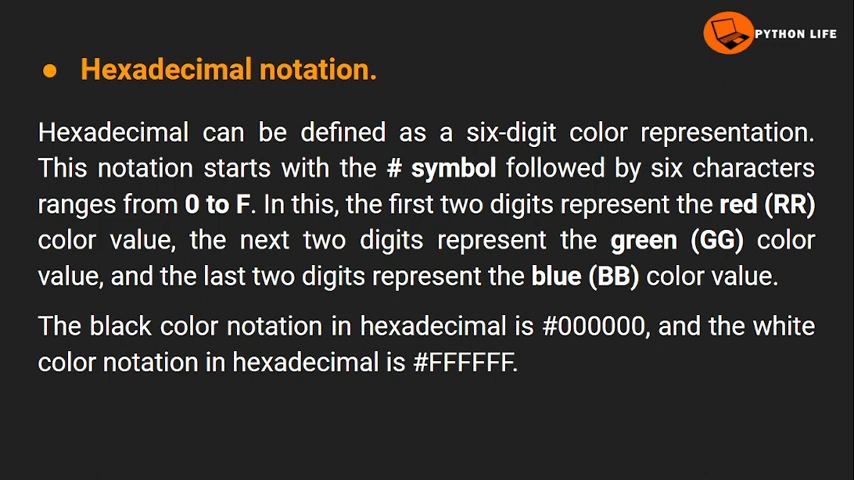 PYTHON LIFE
● Hexadecimal notation.
Hexadecimal can be defined as a six-digit color representation.
This notation starts with the # symbol followed by six characters
ranges from 0 to F. In this, the first two digits represent the red (RR)
color value, the next two digits represent the green (GG) color
value, and the last two digits represent the blue (BB) color value.
The black color notation in hexadecimal is #000000, and the white
color notation in hexadecimal is #FFFFFF.